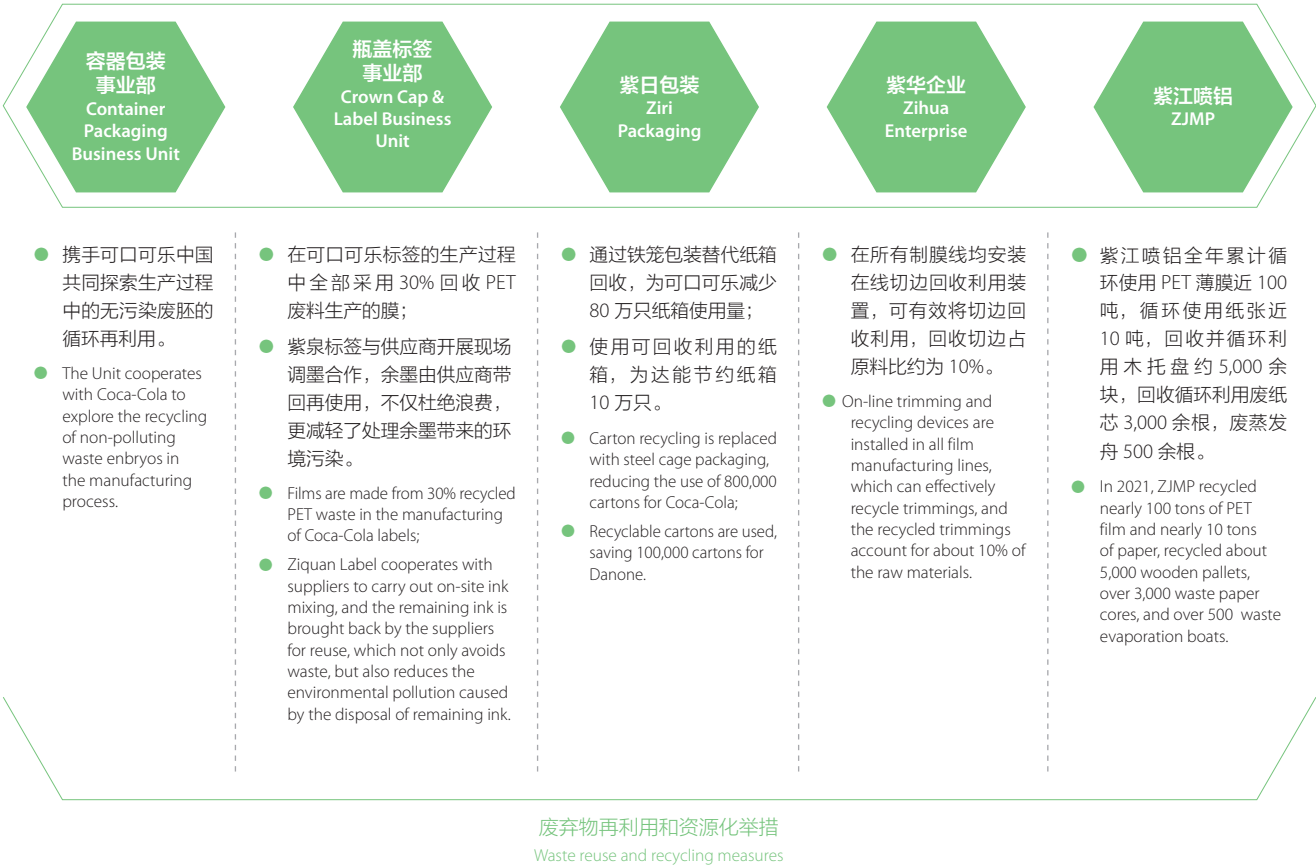 容器包装
事业部
Container
Packaging
Business Unit
瓶盖标签
事业部
Crown Cap &
Label Business
Unit
紫日包装
Ziri
Packaging
紫华企业
Zihua
Enterprise
紫江喷铝
ZJMP
携手可口可乐中国
共同探索生产过程
中的无污染废胚的
循环再利用。
The Unit cooperates
with Coca-Cola to
explore the recycling
of non-polluting
waste enbryos in
the manufacturing
process.
在可口可乐标签的生产过程
中全部采用 30% 回收 PET
废料生产的膜；
紫泉标签与供应商开展现场
调墨合作，余墨由供应商带
回再使用，不仅杜绝浪费，
更减轻了处理余墨带来的环
境污染。
Films are made from 30% recycled
PET waste in the manufacturing
of Coca-Cola labels;
Ziquan Label cooperates with
suppliers to carry out on-site ink
mixing, and the remaining ink is
brought back by the suppliers
for reuse, which not only avoids
waste, but also reduces the
environmental pollution caused
by the disposal of remaining ink.
通过铁笼包装替代纸箱
回收，为可口可乐减少
80 万只纸箱使用量；
使用可回收利用的纸
箱，为达能节约纸箱
10 万只。
Carton recycling is replaced
with steel cage packaging,
reducing the use of 800,000
cartons for Coca-Cola;
Recyclable cartons are used,
saving 100,000 cartons for
Danone.
在所有制膜线均安装
在线切边回收利用装
置，可有效将切边回
收利用，回收切边占
原料比约为 10%。
On-line trimming and
recycling devices are
installed in all film
manufacturing lines,
which can effectively
recycle trimmings, and
the recycled trimmings
account for about 10% of
the raw materials.
紫江喷铝全年累计循
环使用 PET 薄膜近 100
吨，循环使用纸张近
10 吨，回收并循环利
用木托盘约 5,000 余
块，回收循环利用废纸
芯 3,000 余根，废蒸发
舟 500 余根。
In 2021, ZJMP recycled
nearly 100 tons of PET
film and nearly 10 tons
of paper, recycled about
5,000 wooden pallets,
over 3,000 waste paper
cores, and over 500 waste
evaporation boats.
废弃物再利用和资源化举措
Waste reuse and recycling measures